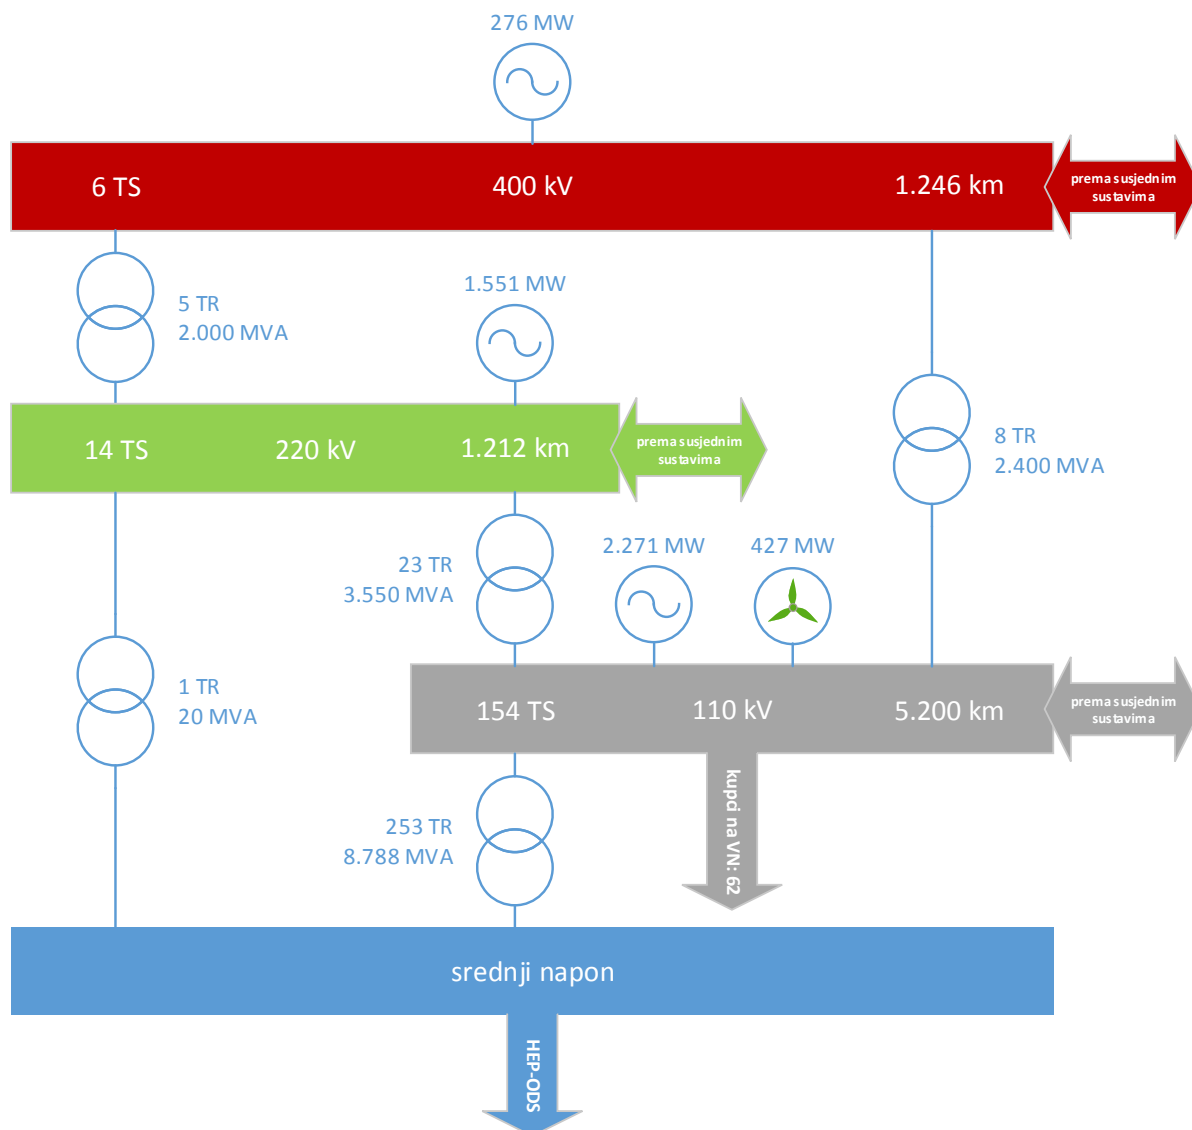 276 MW
6 TS
400 kV
1.246 km
prema susjednim
sustavima
5 TR
2.000 MVA
1.551 MW
14 TS
220 kV
1.212 km
prema susjednim
sustavima
8 TR
2.400 MVA
23 TR
3.550 MVA
2.271 MW
427 MW
1 TR
20 MVA
154 TS
110 kV
5.200 km
prema susjednim
sustavima
kupci na VN: 62
253 TR
8.788 MVA
srednji napon
HEP-ODS